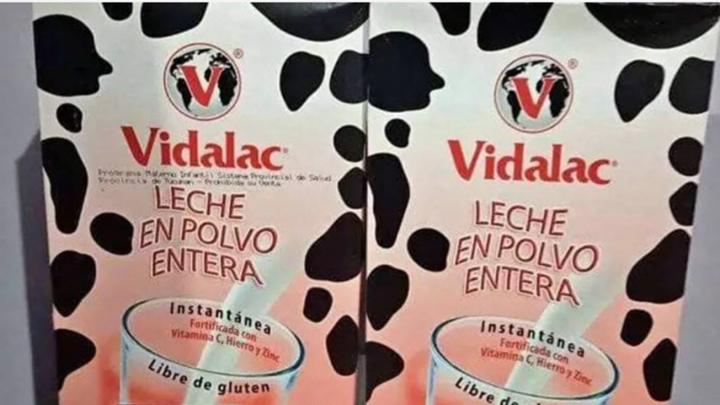 V®
Vidalac®
Programa Materno Infantil Sistema Provincial de Salud
Provincia de Tucuman - Prohibida su Venta
LECHE
EN POLVO
ENTERA
Instantánea
Fortificada con
Vitamina C, Hierro y Zinc
Libre de gluten
V®
Vidalac®
LECHE
EN POLVO
ENTERA
Instantánea
Fortificada con
Vitamina C, Hierro y Zinc
Libre de gluten